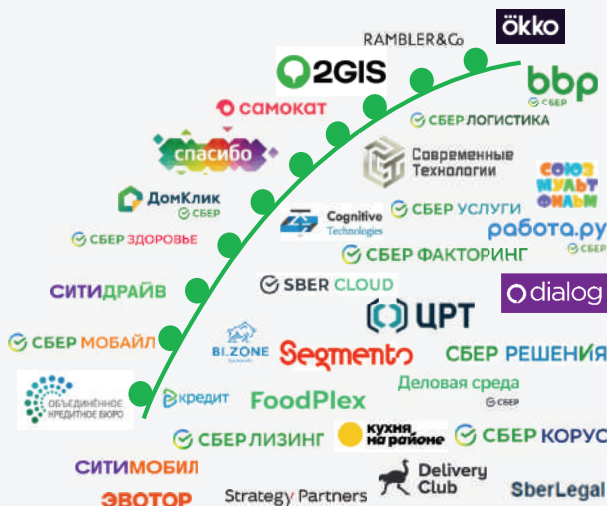 ökko
RAMBLER&Co
2GIS
bbp
СБЕР
самокат
СБЕР ЛОГИСТИКА
спасибо
Современные
Технологии
СОЮЗ
МУЛЬТ
ФИЛЬМ
ДомКлик
СБЕР
Cognitive
Technologies
СБЕР УСЛУГИ
работа.ру
СБЕР
СБЕР ЗДОРОВЬЕ
СБЕР ФАКТОРИНГ
SBER CLOUD
СИТИДРАЙВ
dialog
ЦРТ
СБЕР МОБАЙЛ
BI.ZONE
Segmento
СБЕР РЕШЕНИЯ
Деловая среда
СБЕР
ОБЪЕДИНЁННОЕ
КРЕДИТНОЕ БЮРО
кредит
FoodPlex
СБЕР ЛИЗИНГ
кухня
на районе
СБЕР КОРУС
СИТИМОБИЛ
Delivery
Club
ЭВОТОР
Strategy Partners
SberLegal